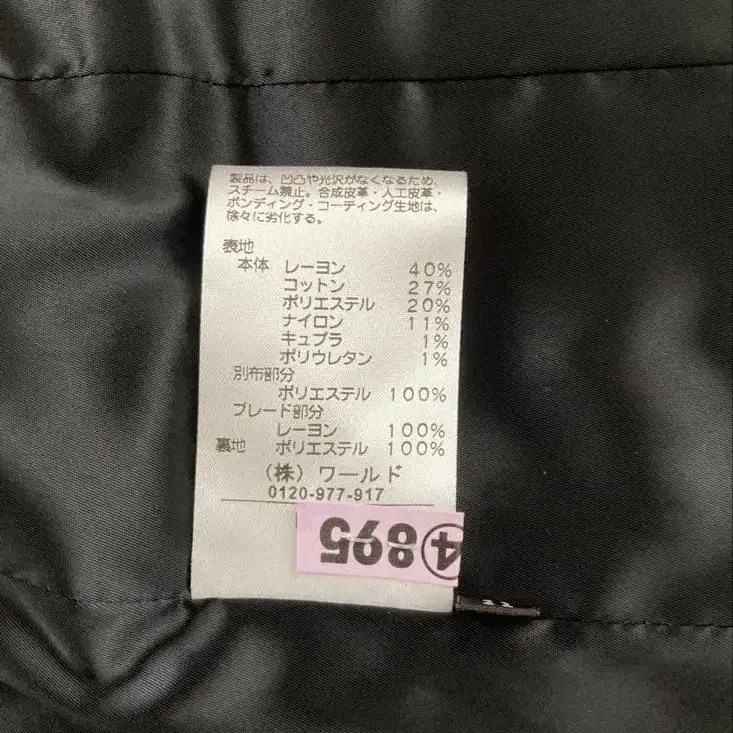 製品は、凹凸や光沢がなくなるため、
スチーム禁止。合成皮革・人工皮革・
ボンディング・コーティング生地は、
徐々に劣化する。
表地
本体 レーヨン 40%
コットン 27%
ポリエステル 20%
ナイロン 11%
キュプラ 1%
ポリウレタン 1%
別布部分
ポリエステル 100%
ブレード部分
レーヨン 100%
裏地 ポリエステル 100%
(株)ワールド
0120-977-917
④895